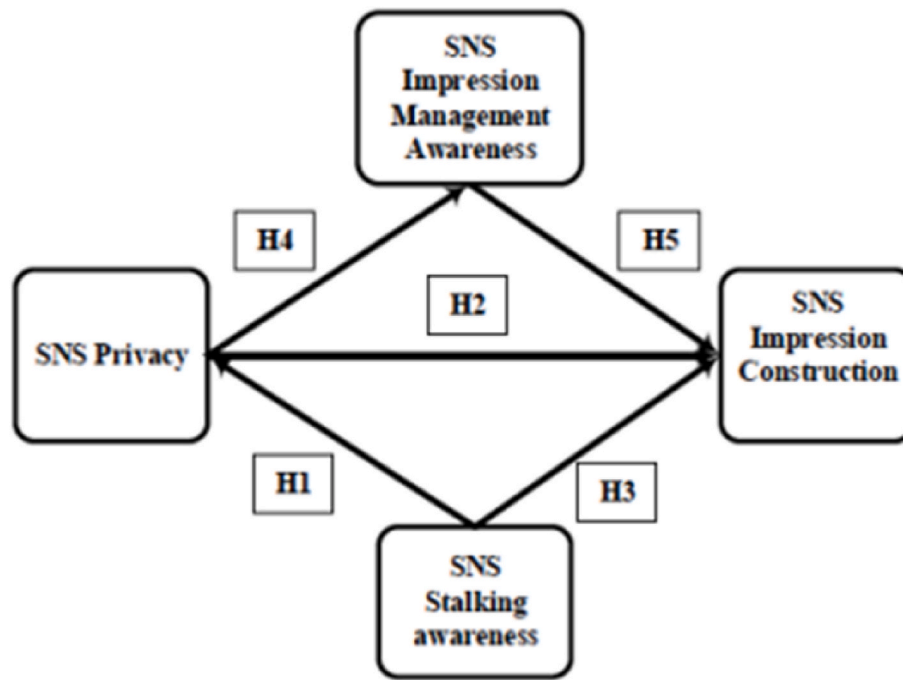 SNS
Impression
Management
Awareness
H4
H5
H2
SNS Privacy
SNS
Impression
Construction
H1
H3
SNS
Stalking
awareness